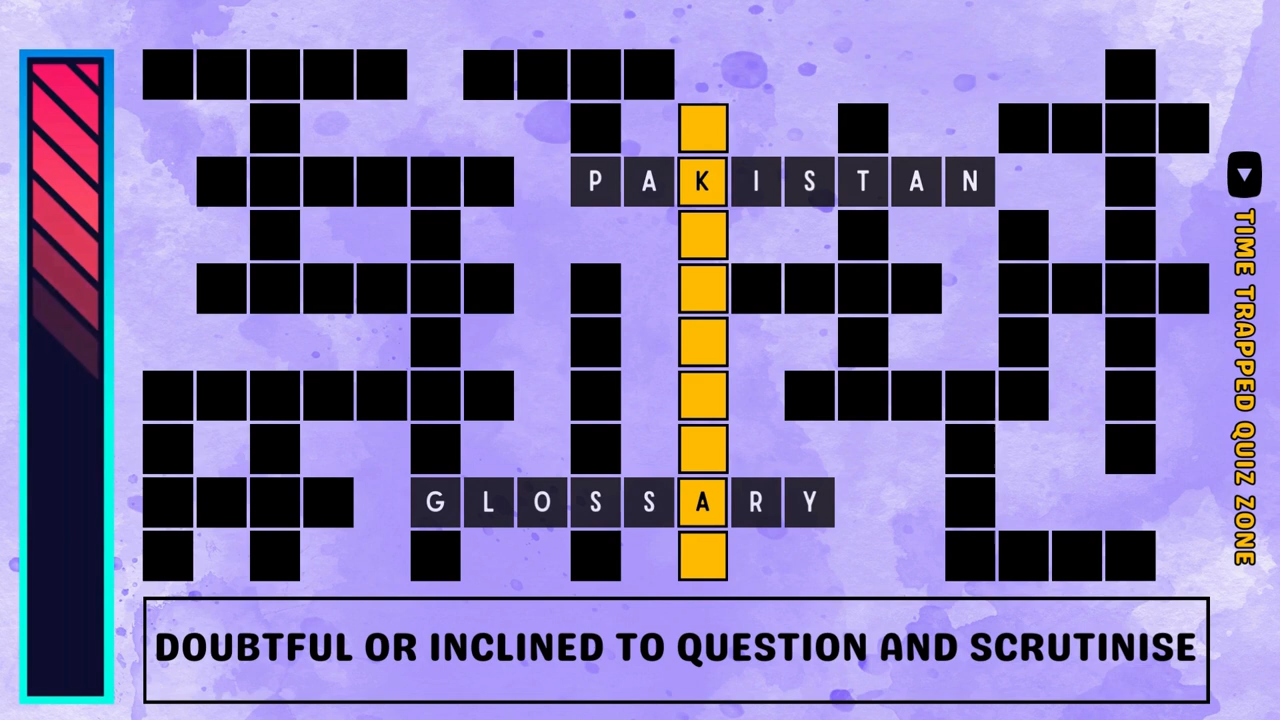 PAKISTAN
GLOSSARY
DOUBTFUL OR INCLINED TO QUESTION AND SCRUTINISE
TIME TRAPPED QUIZ ZONE